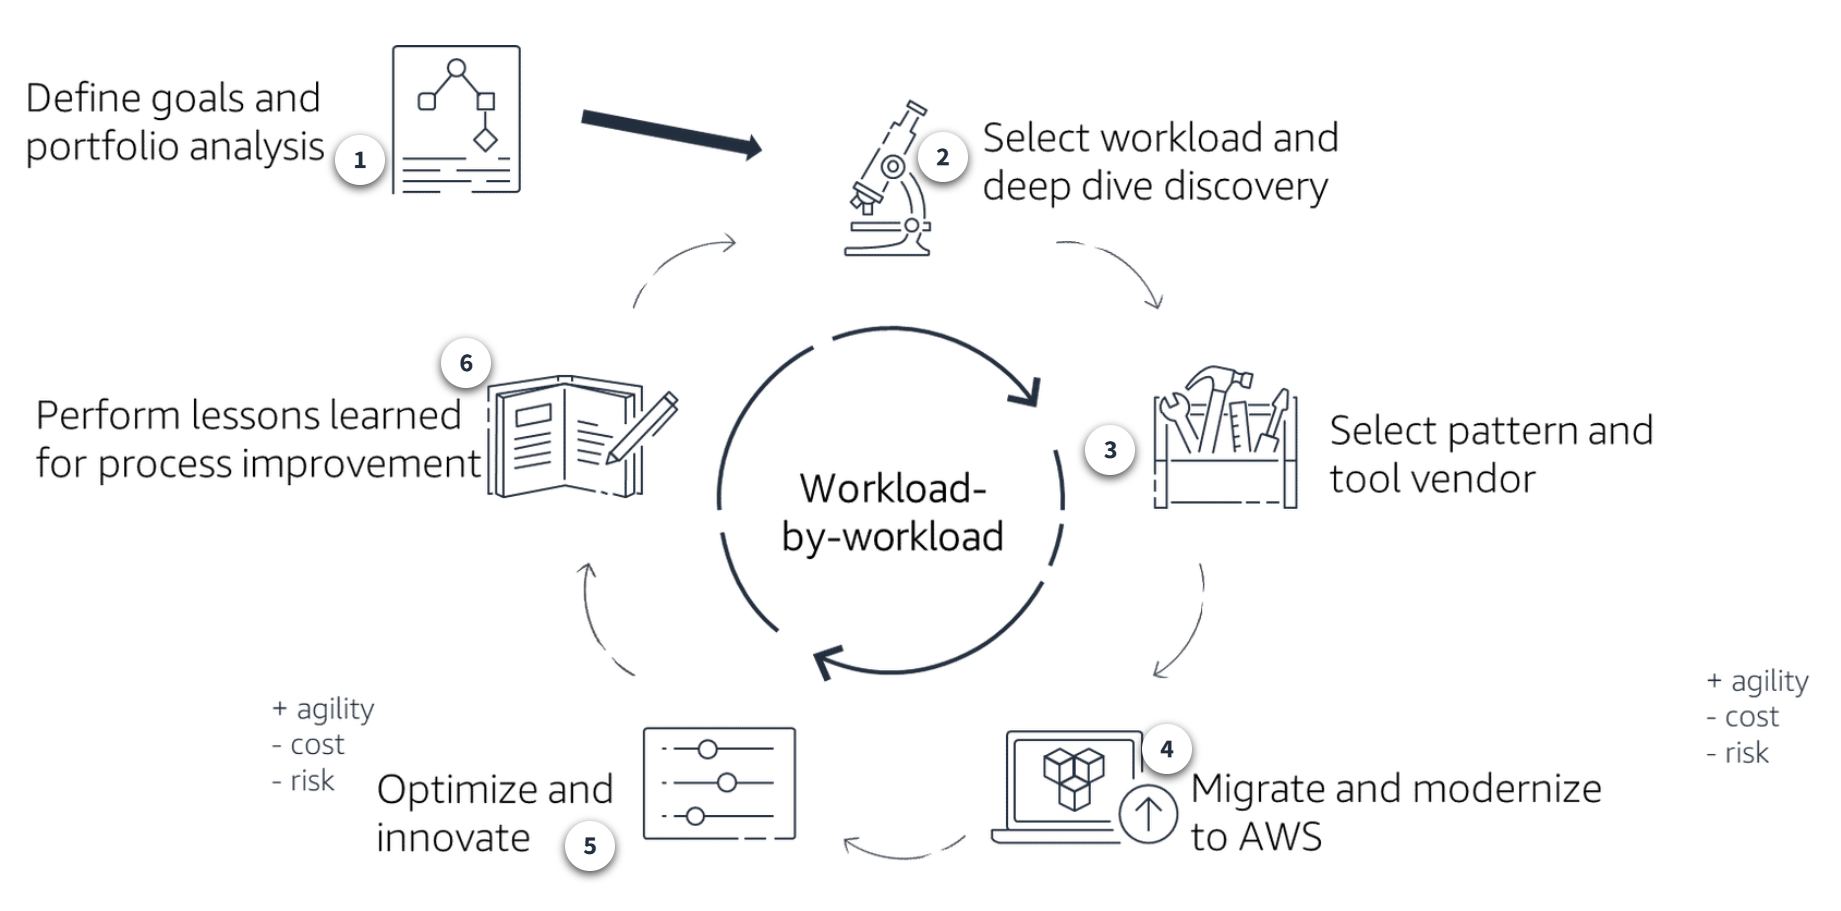 Define goals and
portfolio analysis
1
2
Select workload and
deep dive discovery
3
Select pattern and
tool vendor
4
Migrate and modernize
to AWS
+ agility
- cost
- risk
5
Optimize and
innovate
+ agility
- cost
- risk
6
Perform lessons learned
for process improvement
Workload-
by-workload